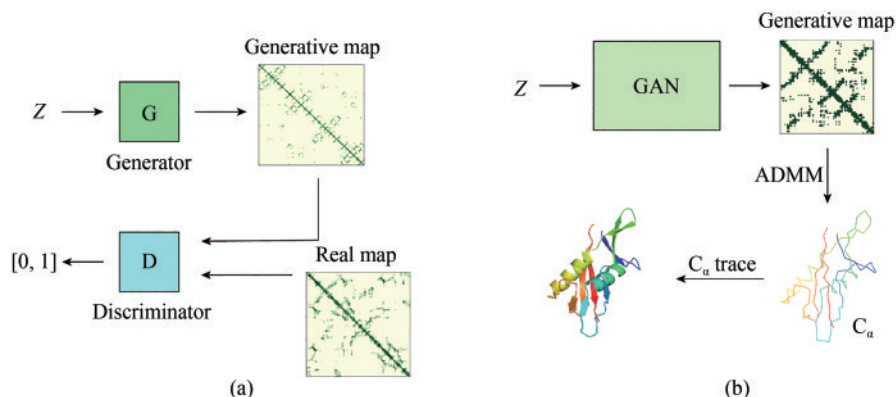 Generative map
Z
G
Generator
[0, 1]
D
Discriminator
Real map
(a)
Generative map
Z
GAN
ADMM
Cα trace
Cα
(b)